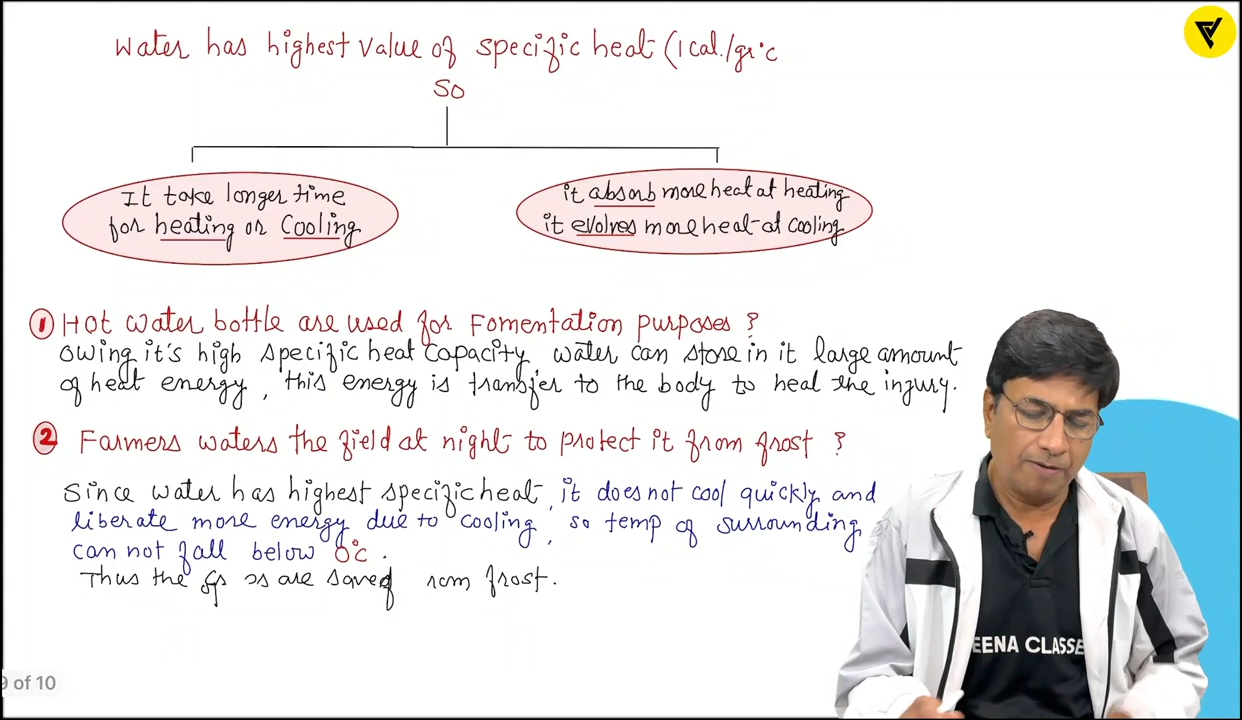 Water has highest value of specific heat (1 cal./gr°c
so
It take longer time
for heating or cooling
it absorb more heat at heating
it evolves more heat at cooling
1 Hot water bottle are used for Fomentation purposes ?
owing it's high specific heat capacity water can store in it large amount
of heat energy, this energy is transfer to the body to heal the injury.
2 Farmers waters the field at night to protect it from frost ?
Since water has highest specific heat, it does not cool quickly and
liberate more energy due to cooling, so temp of surrounding
can not fall below 0°c.
Thus the are saved rom frost.
EENA CLASSE
9 of 10